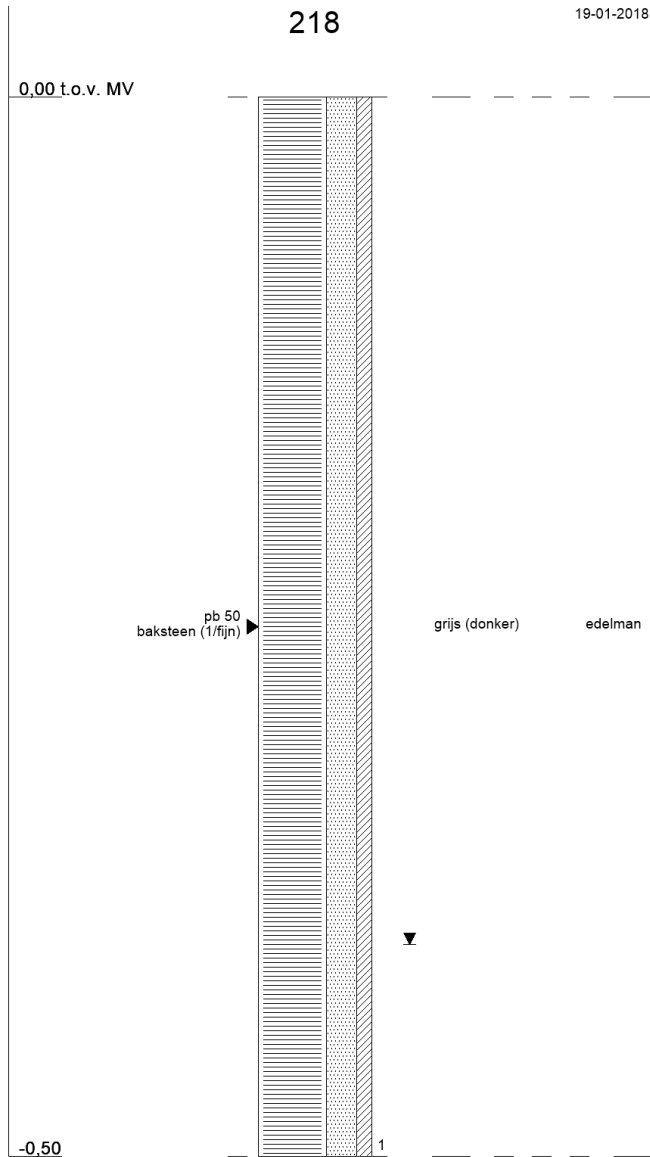 218
19-01-2018
0,00 t.o.v. MV
pb 50
baksteen (1/fijn)
grijs (donker)
edelman
-0,50
1